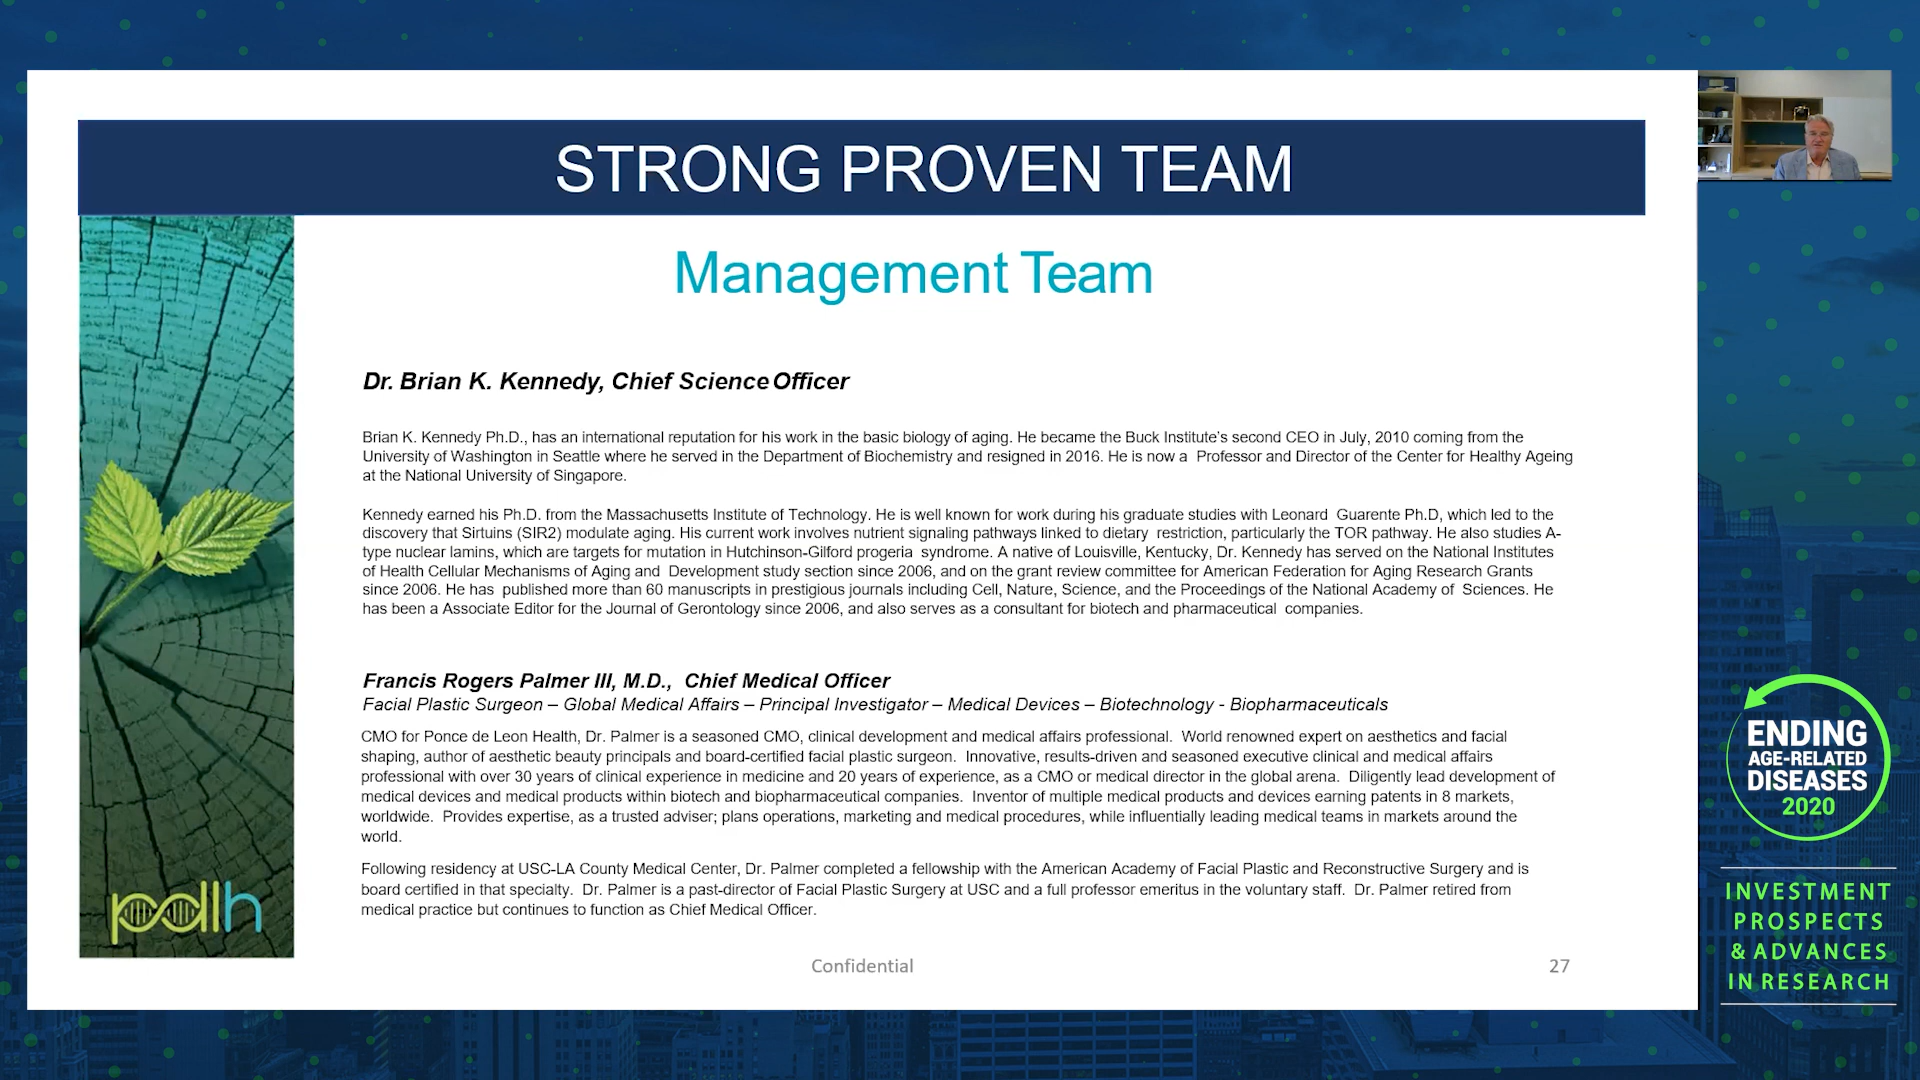 STRONG PROVEN TEAM
Management Team
Dr. Brian K. Kennedy, Chief Science Officer
Brian K. Kennedy Ph.D., has an international reputation for his work in the basic biology of aging. He became the Buck Institute's second CEO in July, 2010 coming from the
University of Washington in Seattle where he served in the Department of Biochemistry and resigned in 2016. He is now a Professor and Director of the Center for Healthy Ageing
at the National University of Singapore.
Kennedy earned his Ph.D. from the Massachusetts Institute of Technology. He is well known for work during his graduate studies with Leonard Guarente Ph.D, which led to the
discovery that Sirtuins (SIR2) modulate aging. His current work involves nutrient signaling pathways linked to dietary restriction, particularly the TOR pathway. He also studies A-
type nuclear lamins, which are targets for mutation in Hutchinson-Gilford progeria syndrome. A native of Louisville, Kentucky, Dr. Kennedy has served on the National Institutes
of Health Cellular Mechanisms of Aging and Development study section since 2006, and on the grant review committee for American Federation for Aging Research Grants
since 2006. He has published more than 60 manuscripts in prestigious journals including Cell, Nature, Science, and the Proceedings of the National Academy of Sciences. He
has been a Associate Editor for the Journal of Gerontology since 2006, and also serves as a consultant for biotech and pharmaceutical companies.
Francis Rogers Palmer III, M.D., Chief Medical Officer
Facial Plastic Surgeon – Global Medical Affairs – Principal Investigator – Medical Devices – Biotechnology - Biopharmaceuticals
CMO for Ponce de Leon Health, Dr. Palmer is a seasoned CMO, clinical development and medical affairs professional. World renowned expert on aesthetics and facial
shaping, author of aesthetic beauty principals and board-certified facial plastic surgeon. Innovative, results-driven and seasoned executive clinical and medical affairs
professional with over 30 years of clinical experience in medicine and 20 years of experience, as a CMO or medical director in the global arena. Diligently lead development of
medical devices and medical products within biotech and biopharmaceutical companies. Inventor of multiple medical products and devices earning patents in 8 markets,
worldwide. Provides expertise, as a trusted adviser; plans operations, marketing and medical procedures, while influentially leading medical teams in markets around the
world.
Following residency at USC-LA County Medical Center, Dr. Palmer completed a fellowship with the American Academy of Facial Plastic and Reconstructive Surgery and is
board certified in that specialty. Dr. Palmer is a past-director of Facial Plastic Surgery at USC and a full professor emeritus in the voluntary staff. Dr. Palmer retired from
medical practice but continues to function as Chief Medical Officer.
pdlh
Confidential
27
ENDING
AGE-RELATED
DISEASES
2020
INVESTMENT
PROSPECTS
& ADVANCES
IN RESEARCH